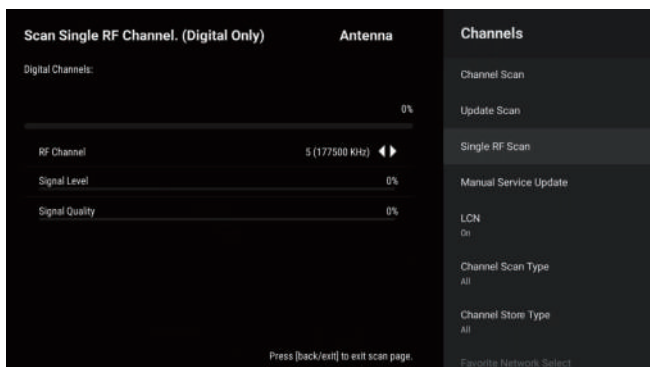 Scan Single RF Channel. (Digital Only)
Antenna
Digital Channels:
0%
RF Channel
5 (177500 KHz)
Signal Level
0%
Signal Quality
0%
Press [back/exit] to exit scan page.
Channels
Channel Scan
Update Scan
Single RF Scan
Manual Service Update
LCN
On
Channel Scan Type
All
Channel Store Type
All
Favorite Network Select